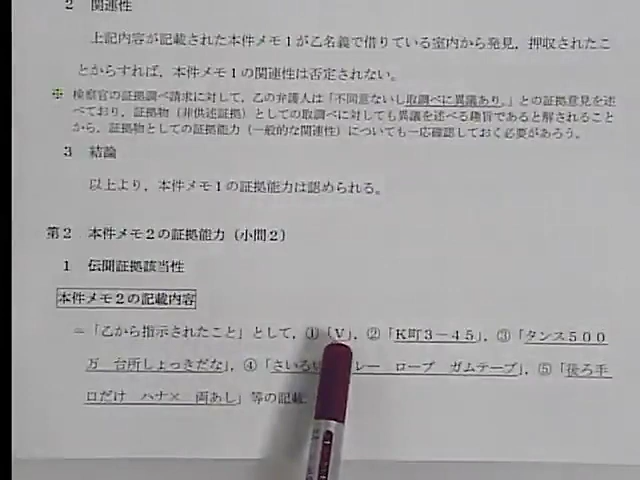 2 関連性
上記内容が記載された本件メモ1が乙名義で借りている室内から発見，押収されたこ
とからすれば，本件メモ1の関連性は否定されない。
※ 検察官の証拠調べ請求に対して，乙の弁護人は「不同意ないし取調べに異議あり。」との証拠意見を述
べており，証拠物（非供述証拠）としての取調べに対しても異議を述べる趣旨であると解されること
から，証拠物としての証拠能力（一般的な関連性）についても一応確認しておく必要があろう。
3 結論
以上より，本件メモ1の証拠能力は認められる。
第2 本件メモ2の証拠能力（小問2）
1 伝聞証拠該当性
本件メモ2の記載内容
＝「乙から指示されたこと」として，①「V」，②「K町3－45」，③「タンス500
万 台所しょっきだな」，④「さいる レー ロープ ガムテープ」，⑤「後ろ手
口だけ ハナ× 両あし」等の記載